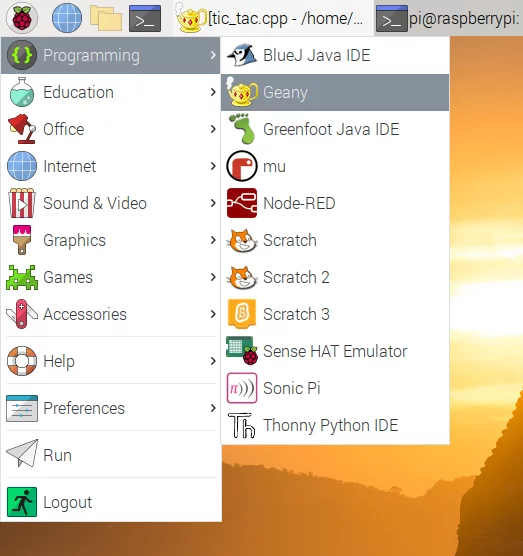 [tic_tac.cpp - /home/... pi@raspberrypi:
Programming
Education
Office
Internet
Sound & Video
Graphics
Games
Accessories
Help
Preferences
Run
Logout
BlueJ Java IDE
Geany
Greenfoot Java IDE
mu
Node-RED
Scratch
Scratch 2
Scratch 3
Sense HAT Emulator
Sonic Pi
Thonny Python IDE